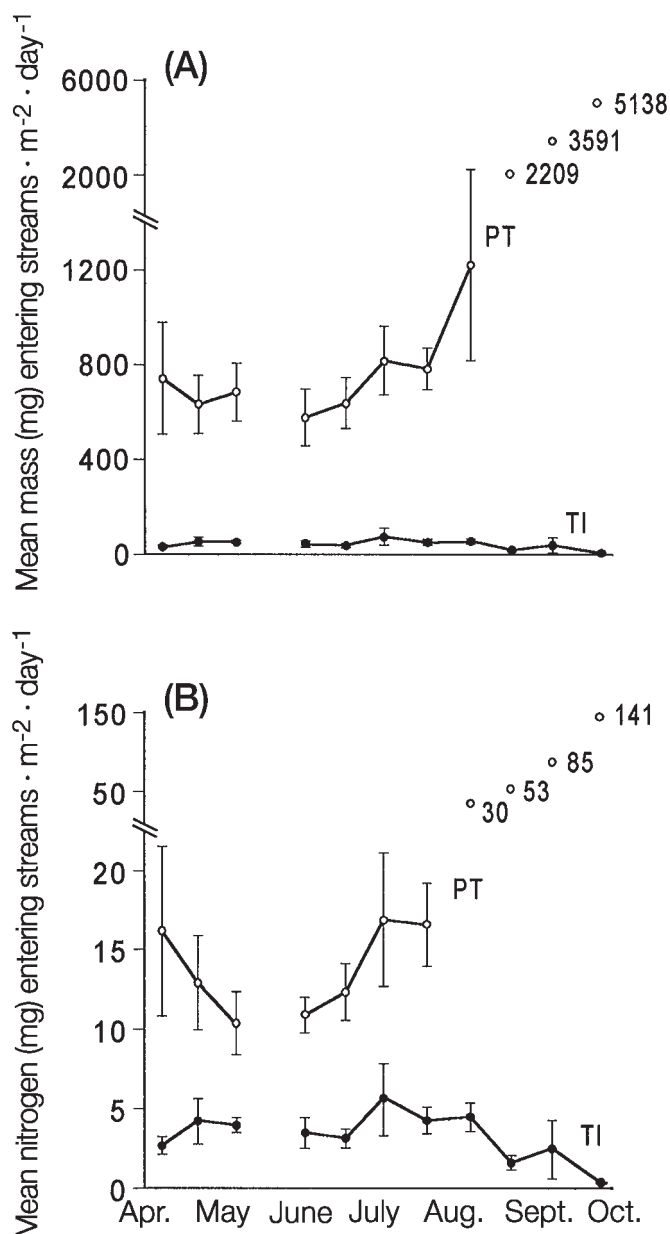 (A)
Mean mass (mg) entering streams · m-2 · day-1
6000
2000
1200
800
400
0
5138
3591
2209
PT
TI
(B)
Mean nitrogen (mg) entering streams · m-2 · day-1
150
50
20
15
10
5
0
141
85
53
30
PT
TI
Apr. May June July Aug. Sept. Oct.